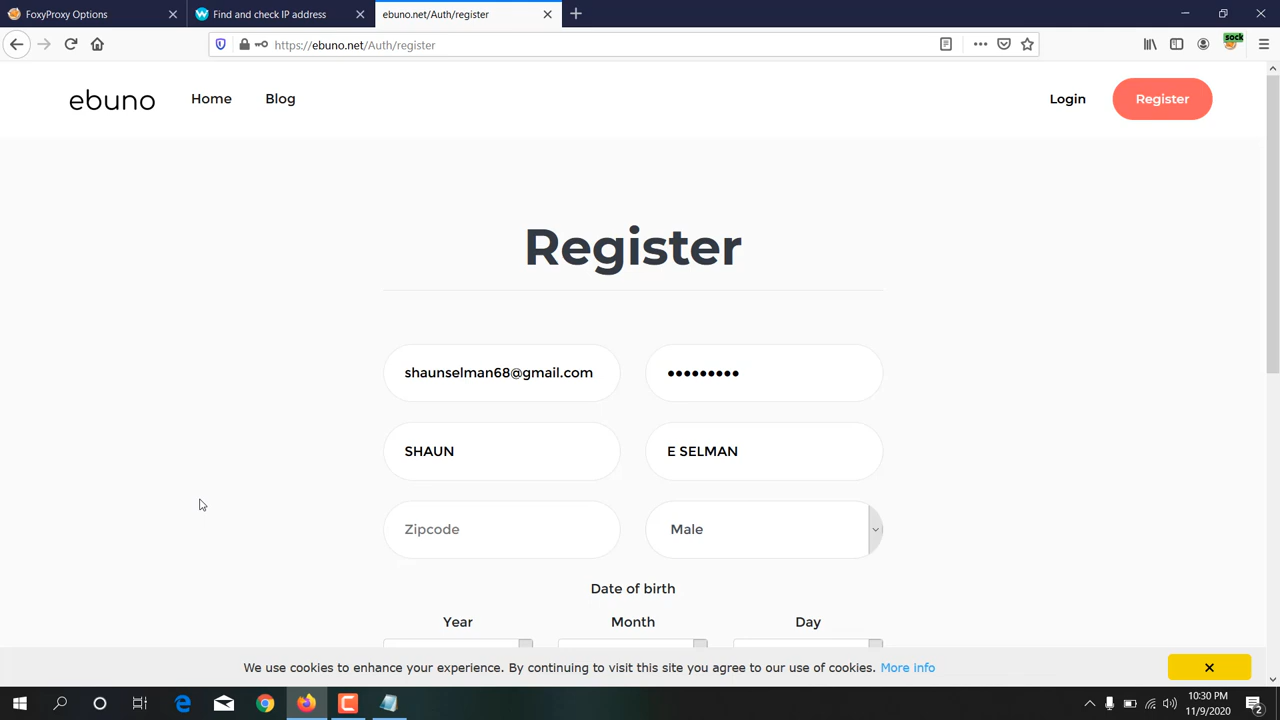 FoxyProxy Options
Find and check IP address
ebuno.net/Auth/register
https://ebuno.net/Auth/register
sock
ebuno
Home
Blog
Login
Register
Register
shaunselman68@gmail.com
•••••••••
SHAUN
E SELMAN
Zipcode
Male
Date of birth
Year
Month
Day
We use cookies to enhance your experience. By continuing to visit this site you agree to our use of cookies. More info
10:30 PM
11/9/2020
2